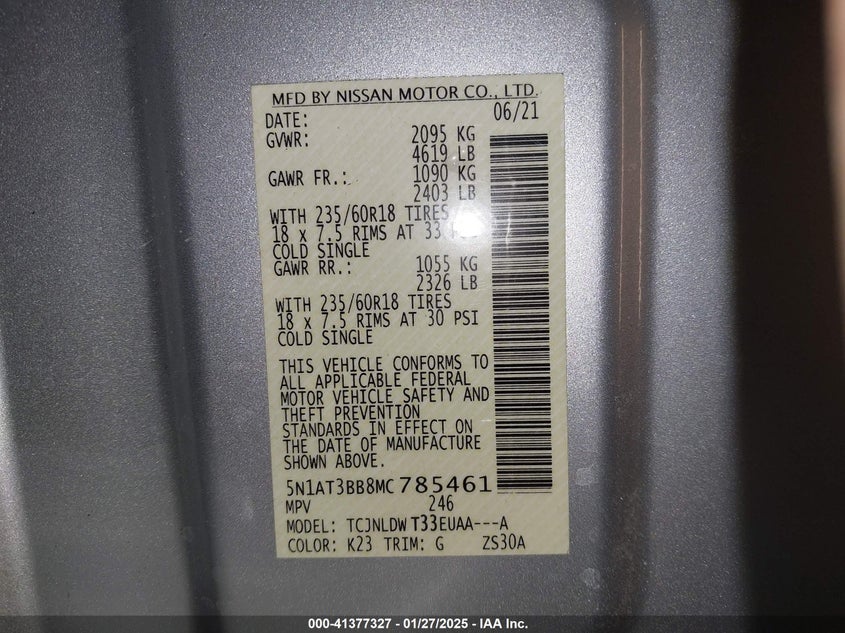 MFD BY NISSAN MOTOR CO., LTD.
DATE: 06/21
GVWR: 2095 KG
4619 LB
GAWR FR.: 1090 KG
2403 LB
WITH 235/60R18 TIRES
18 x 7.5 RIMS AT 33
COLD SINGLE
GAWR RR.: 1055 KG
2326 LB
WITH 235/60R18 TIRES
18 x 7.5 RIMS AT 30 PSI
COLD SINGLE
THIS VEHICLE CONFORMS TO
ALL APPLICABLE FEDERAL
MOTOR VEHICLE SAFETY AND
THEFT PREVENTION
STANDARDS IN EFFECT ON
THE DATE OF MANUFACTURE
SHOWN ABOVE.
5N1AT3BB8MC785461
MPV 246
MODEL: TCJNLDW T33EUAA---A
COLOR: K23 TRIM: G ZS30A
000-41377327 - 01/27/2025 - IAA Inc.